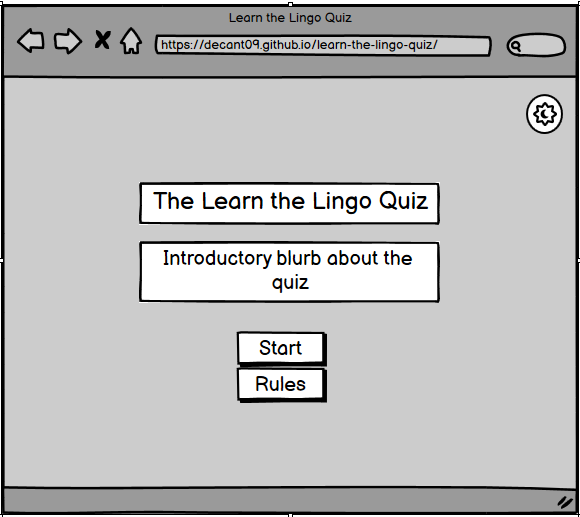 Learn the Lingo Quiz
https://decant09.github.io/learn-the-lingo-quiz/
The Learn the Lingo Quiz
Introductory blurb about the
quiz
Start
Rules